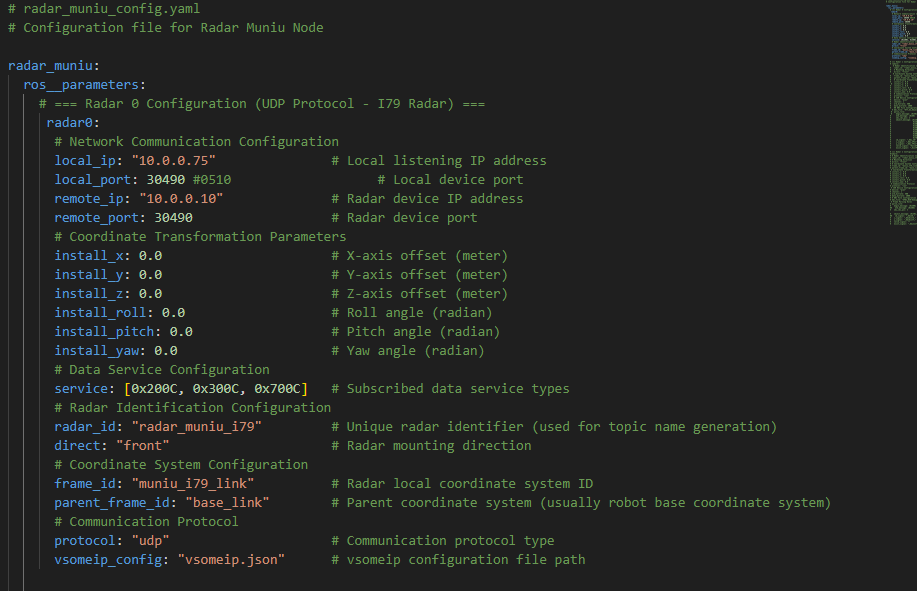 # radar_muniu_config.yaml
# Configuration file for Radar Muniu Node
radar_muniu:
ros__parameters:
# === Radar 0 Configuration (UDP Protocol - I79 Radar) ===
radar0:
# Network Communication Configuration
local_ip: "10.0.0.75" # Local listening IP address
local_port: 30490 #0510 # Local device port
remote_ip: "10.0.0.10" # Radar device IP address
remote_port: 30490 # Radar device port
# Coordinate Transformation Parameters
install_x: 0.0 # X-axis offset (meter)
install_y: 0.0 # Y-axis offset (meter)
install_z: 0.0 # Z-axis offset (meter)
install_roll: 0.0 # Roll angle (radian)
install_pitch: 0.0 # Pitch angle (radian)
install_yaw: 0.0 # Yaw angle (radian)
# Data Service Configuration
service: [0x200C, 0x300C, 0x700C] # Subscribed data service types
# Radar Identification Configuration
radar_id: "radar_muniu_i79" # Unique radar identifier (used for topic name generation)
direct: "front" # Radar mounting direction
# Coordinate System Configuration
frame_id: "muniu_i79_link" # Radar local coordinate system ID
parent_frame_id: "base_link" # Parent coordinate system (usually robot base coordinate system)
# Communication Protocol
protocol: "udp" # Communication protocol type
vsomeip_config: "vsomeip.json" # vsomeip configuration file path